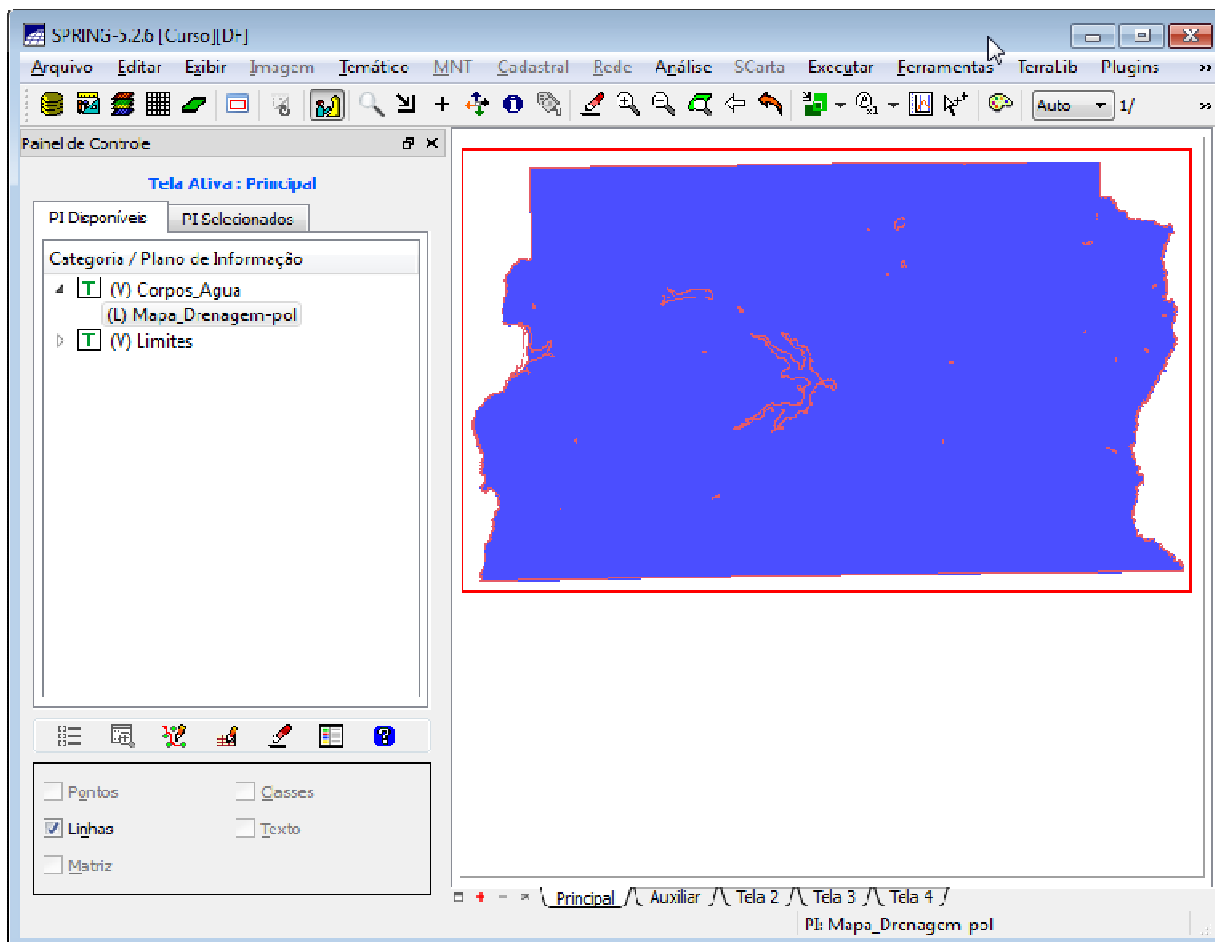 SPRING-5.2.6 [Curso][DF]
Arquivo Editar Exibir Imagem Temático MNT Cadastral Rede Análise SCarta Executar Ferramentas TerraLib Plugins »
Auto 1/ »
Painel de Controle
Tela Ativa : Principal
PI Disponíveis PI Selecionados
Categoria / Plano de Informação
T (V) Corpos_Agua
(L) Mapa_Drenagem-pol
T (V) Limites
Pontos Classes
Linhas Texto
Matriz
Principal Auxiliar Tela 2 Tela 3 Tela 4
PI: Mapa_Drenagem-pol